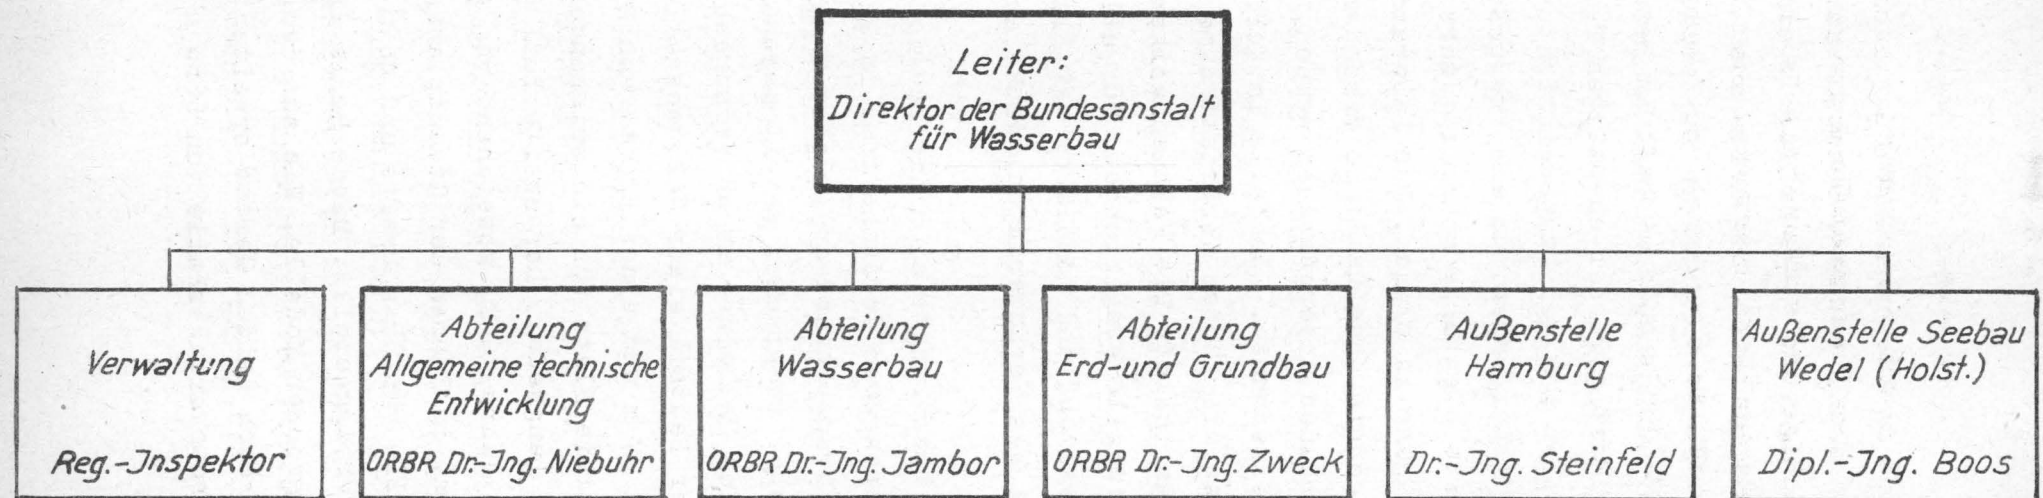 Leiter:
Direktor der Bundesanstalt
für Wasserbau
Verwaltung
Reg.-Jnspektor
Abteilung
Allgemeine technische
Entwicklung
ORBR Dr.-Jng. Niebuhr
Abteilung
Wasserbau
ORBR Dr.-Jng. Jambor
Abteilung
Erd-und Grundbau
ORBR Dr.-Jng. Zweck
Außenstelle
Hamburg
Dr.-Jng. Steinfeld
Außenstelle Seebau
Wedel (Holst.)
Dipl.-Jng. Boos